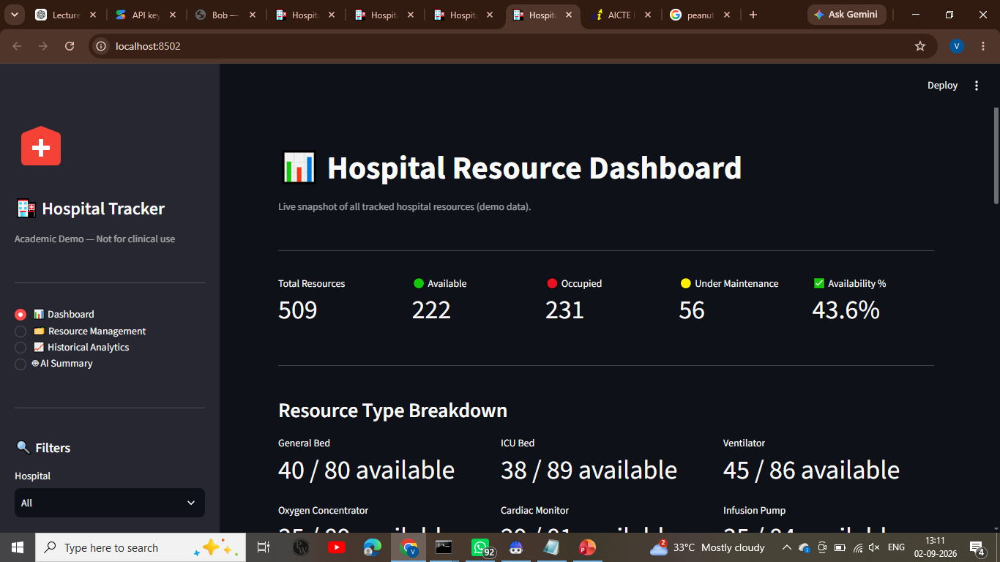 Lecture
API key
Bob —
Hospita
Hospita
Hospita
Hospita
AICTE
peanut
Ask Gemini
localhost:8502
V
Deploy
Hospital Tracker
Academic Demo — Not for clinical use
Dashboard
Resource Management
Historical Analytics
AI Summary
Filters
Hospital
All
Hospital Resource Dashboard
Live snapshot of all tracked hospital resources (demo data).
Total Resources
509
Available
222
Occupied
231
Under Maintenance
56
Availability %
43.6%
Resource Type Breakdown
General Bed
40 / 80 available
ICU Bed
38 / 89 available
Ventilator
45 / 86 available
Oxygen Concentrator
Cardiac Monitor
Infusion Pump
Type here to search
92
2
33°C Mostly cloudy
ENG
13:11
02-09-2026
4